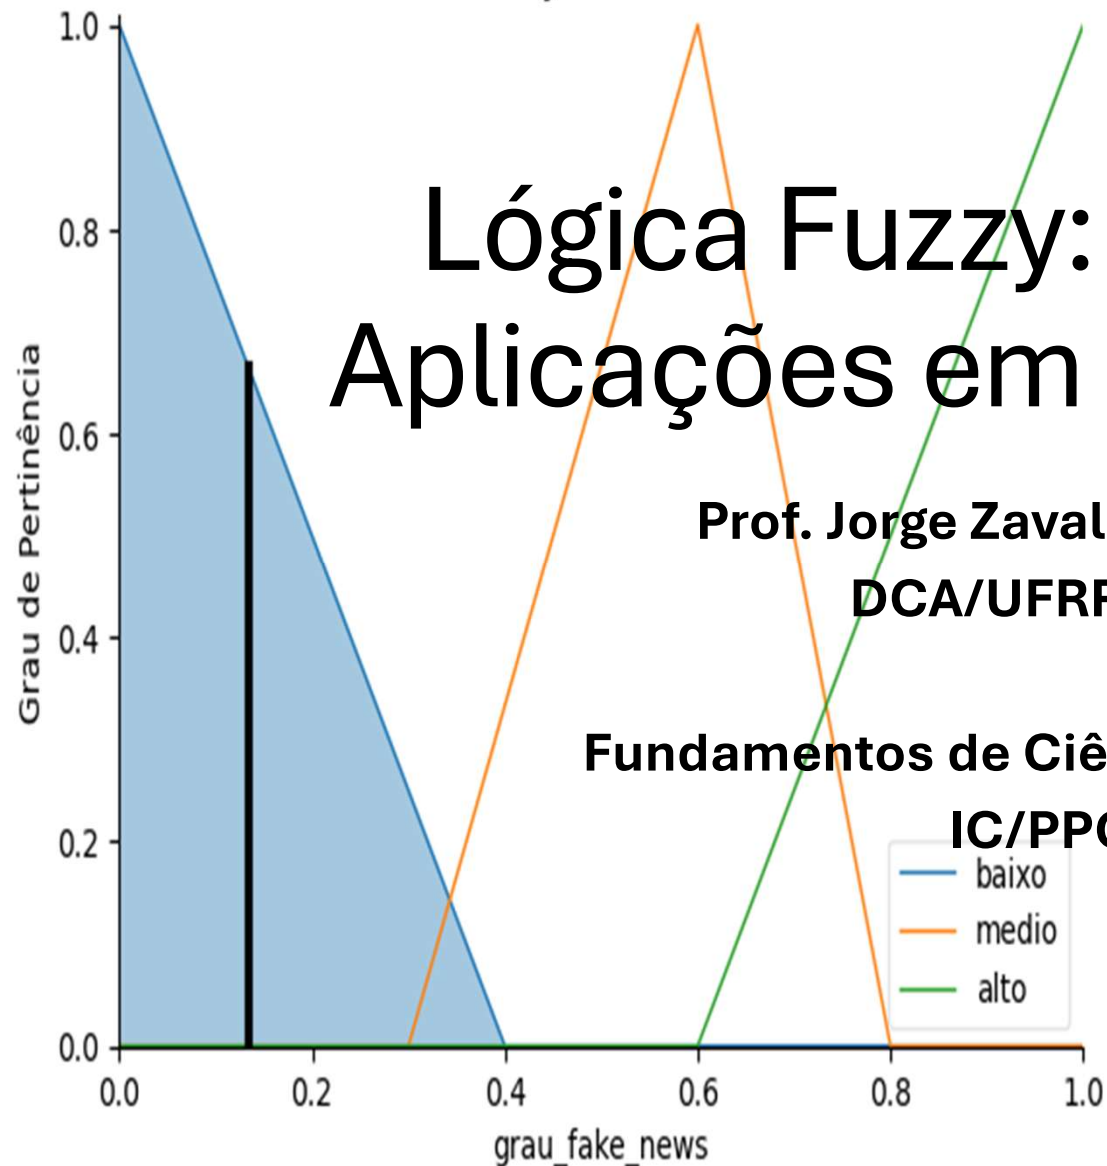 1.0
Lógica Fuzzy:
0.8
Aplicações em
0.6
Prof. Jorge Zaval
DCA/UFRP
Grau de Pertinência
0.4
Fundamentos de Ciê
0.2
IC/PPG
baixo
medio
alto
0.0
0.0 0.2 0.4 0.6 0.8 1.0
grau_fake_news